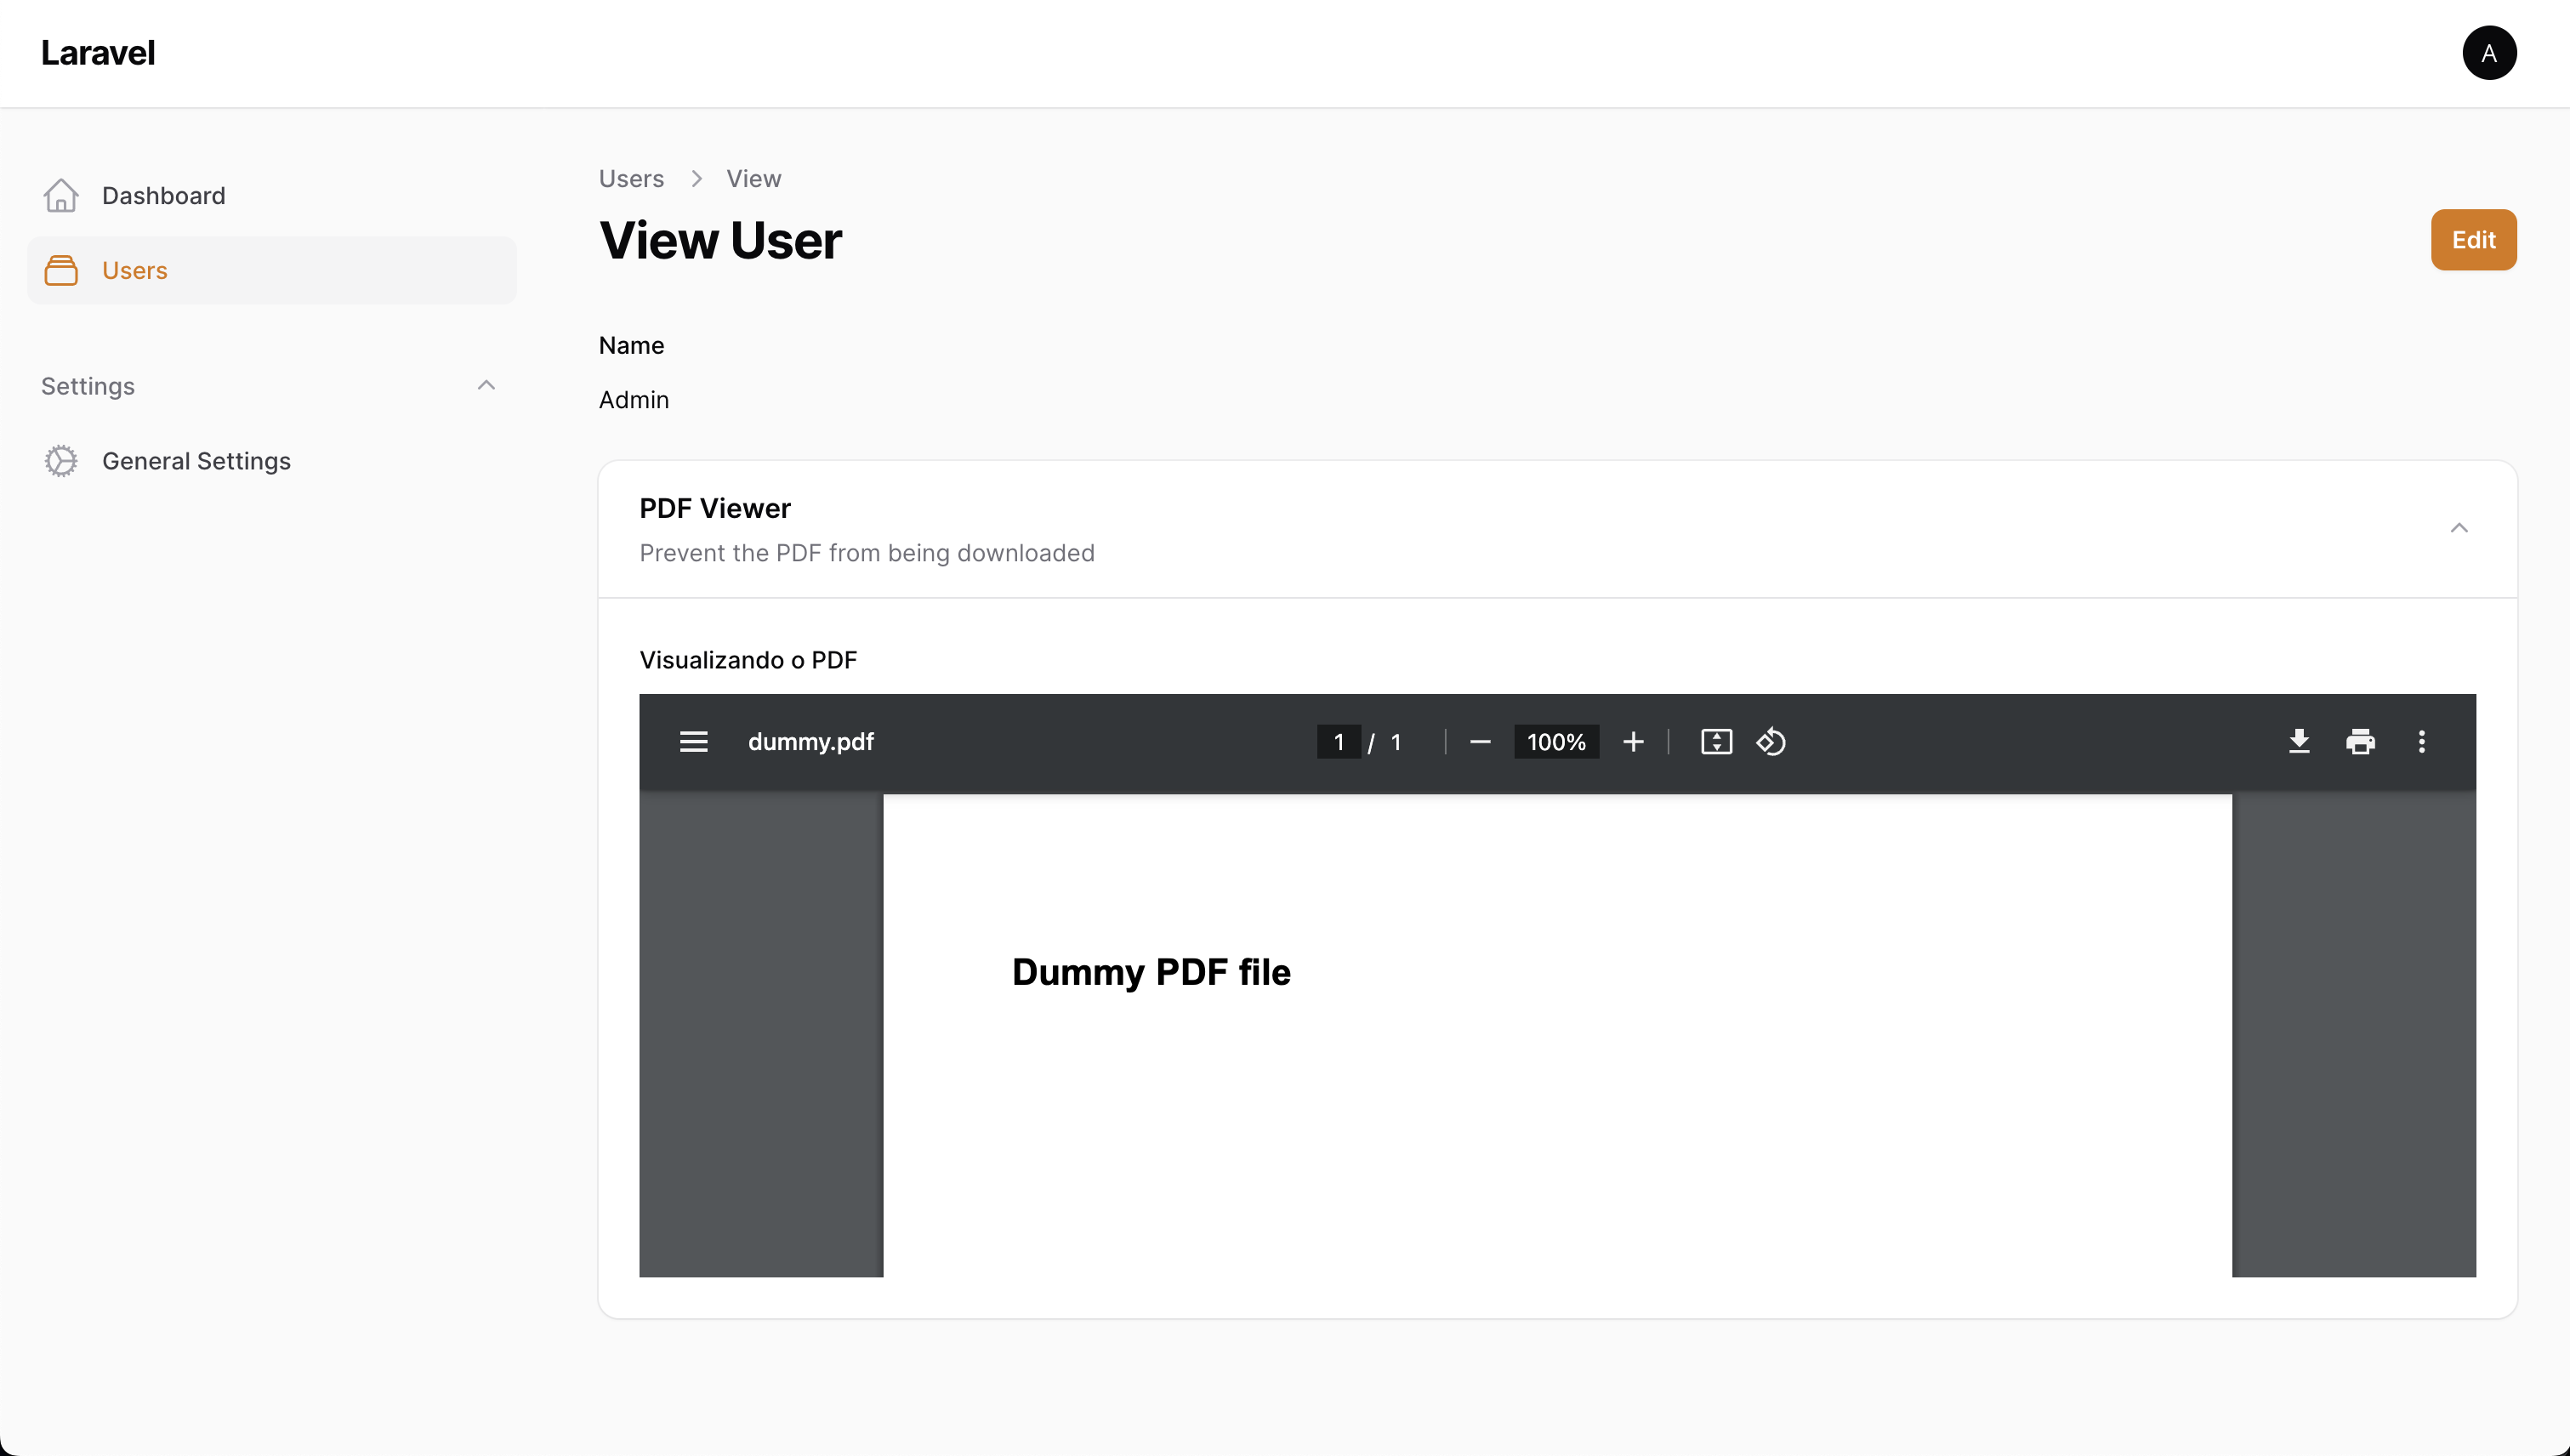 Laravel
A
Dashboard
Users
Settings
General Settings
Users > View
View User
Edit
Name
Admin
PDF Viewer
Prevent the PDF from being downloaded
Visualizando o PDF
dummy.pdf
1 / 1
100%
Dummy PDF file